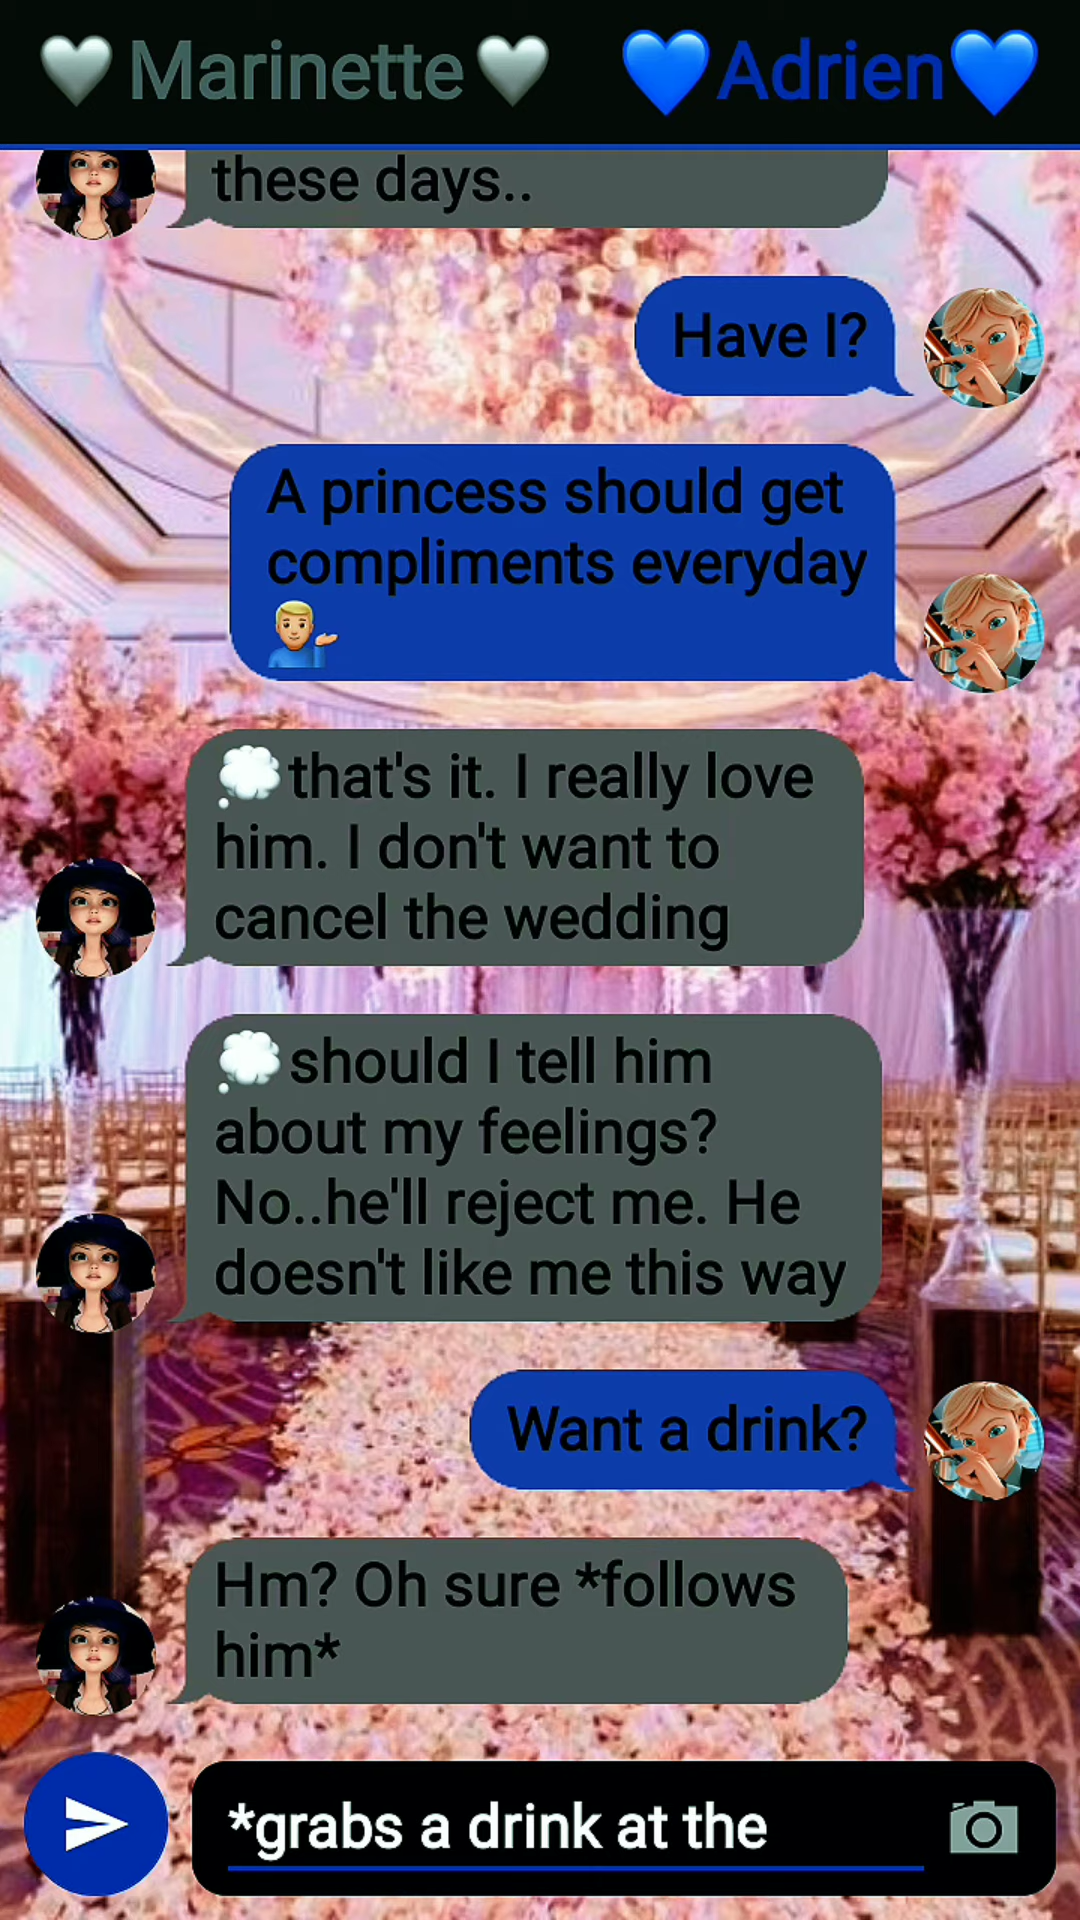 🩶Marinette🩶 💙Adrien💙
these days..
Have I?
A princess should get
compliments everyday
💁🏼‍♂️
💭that's it. I really love
him. I don't want to
cancel the wedding
💭should I tell him
about my feelings?
No..he'll reject me. He
doesn't like me this way
Want a drink?
Hm? Oh sure *follows
him*
*grabs a drink at the